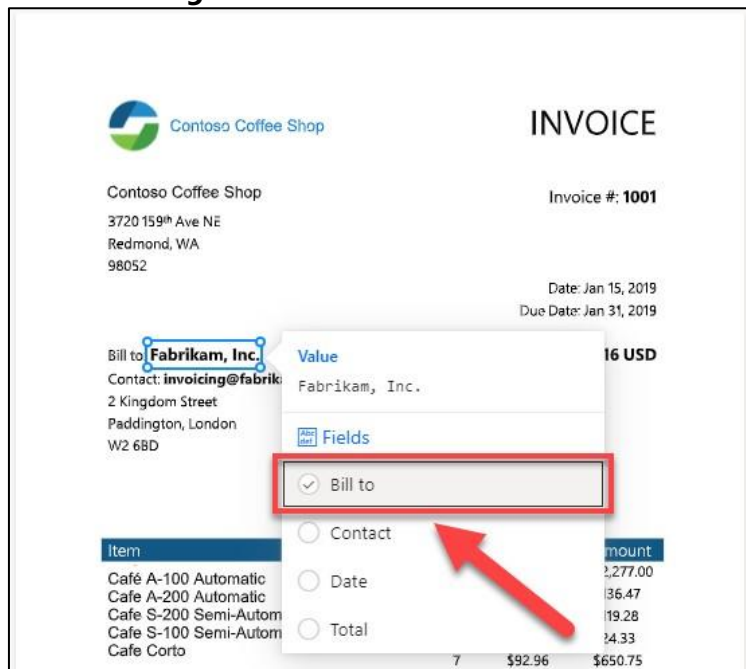 Contoso Coffee Shop
INVOICE
Contoso Coffee Shop
Invoice #: 1001
3720 159th Ave NE
Redmond, WA
98052
Date: Jan 15, 2019
Due Date: Jan 31, 2019
Bill to Fabrikam, Inc.
16 USD
Contact: invoicing@fabrik
2 Kingdom Street
Paddington, London
W2 6BD
Value
Fabrikam, Inc.
Abc def Fields
Bill to
Contact
Date
Total
Item
mount
Café A-100 Automatic
2,277.00
Cafe A-200 Automatic
36.47
Cafe S-200 Semi-Autom
19.28
Cafe S-100 Semi-Autom
24.33
Cafe Corto
7 $92.96 $650.75